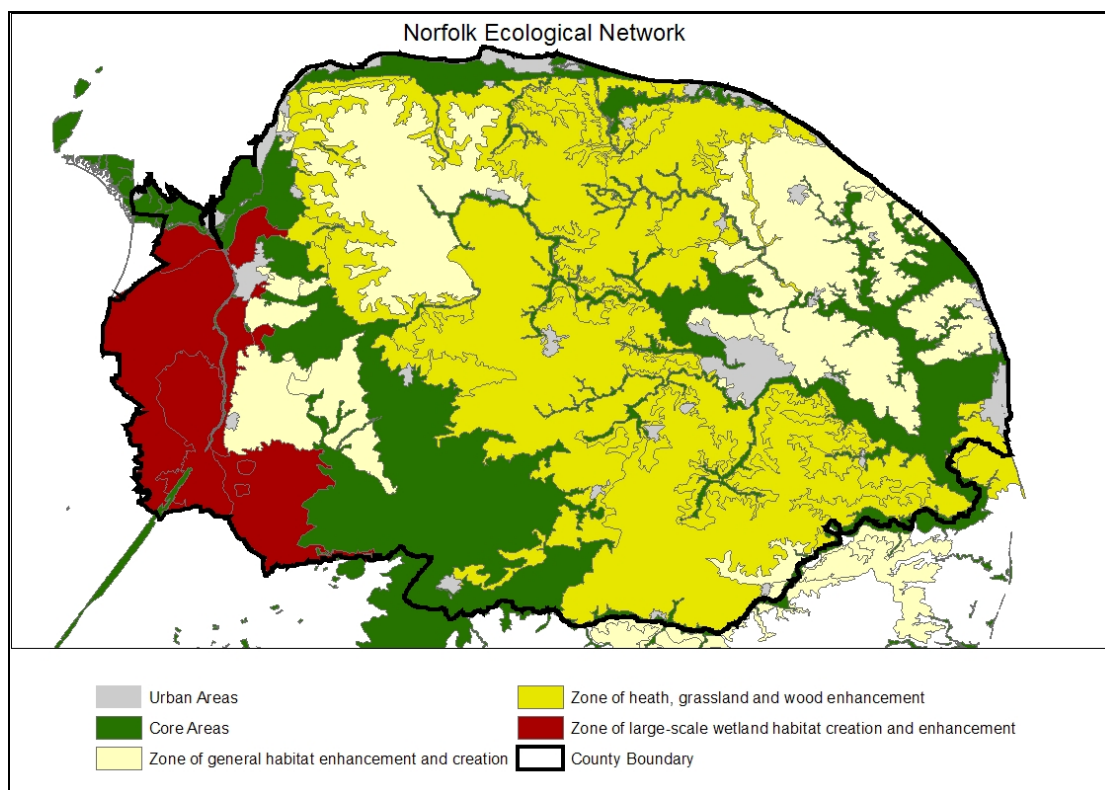 Norfolk Ecological Network
Urban Areas
Core Areas
Zone of general habitat enhancement and creation
Zone of heath, grassland and wood enhancement
Zone of large-scale wetland habitat creation and enhancement
County Boundary